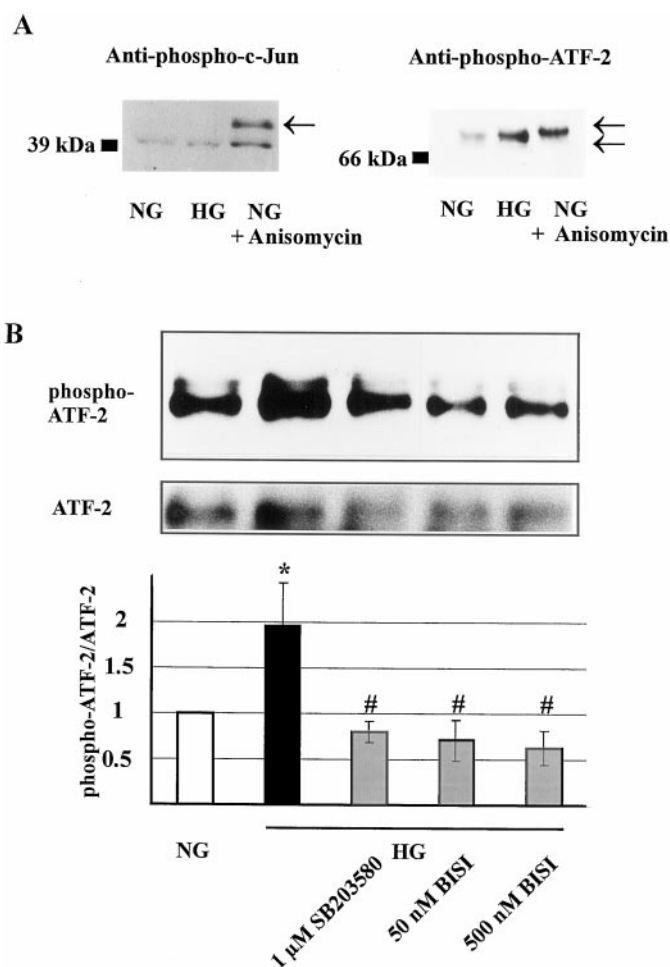 A
Anti-phospho-c-Jun
Anti-phospho-ATF-2
39 kDa
66 kDa
NG HG NG
+ Anisomycin
NG HG NG
+ Anisomycin
B
phospho-
ATF-2
ATF-2
phospho-ATF-2/ATF-2
2
1.5
1
0.5
*
# # #
NG
HG
1 µM SB203580
50 nM BISI
500 nM BISI